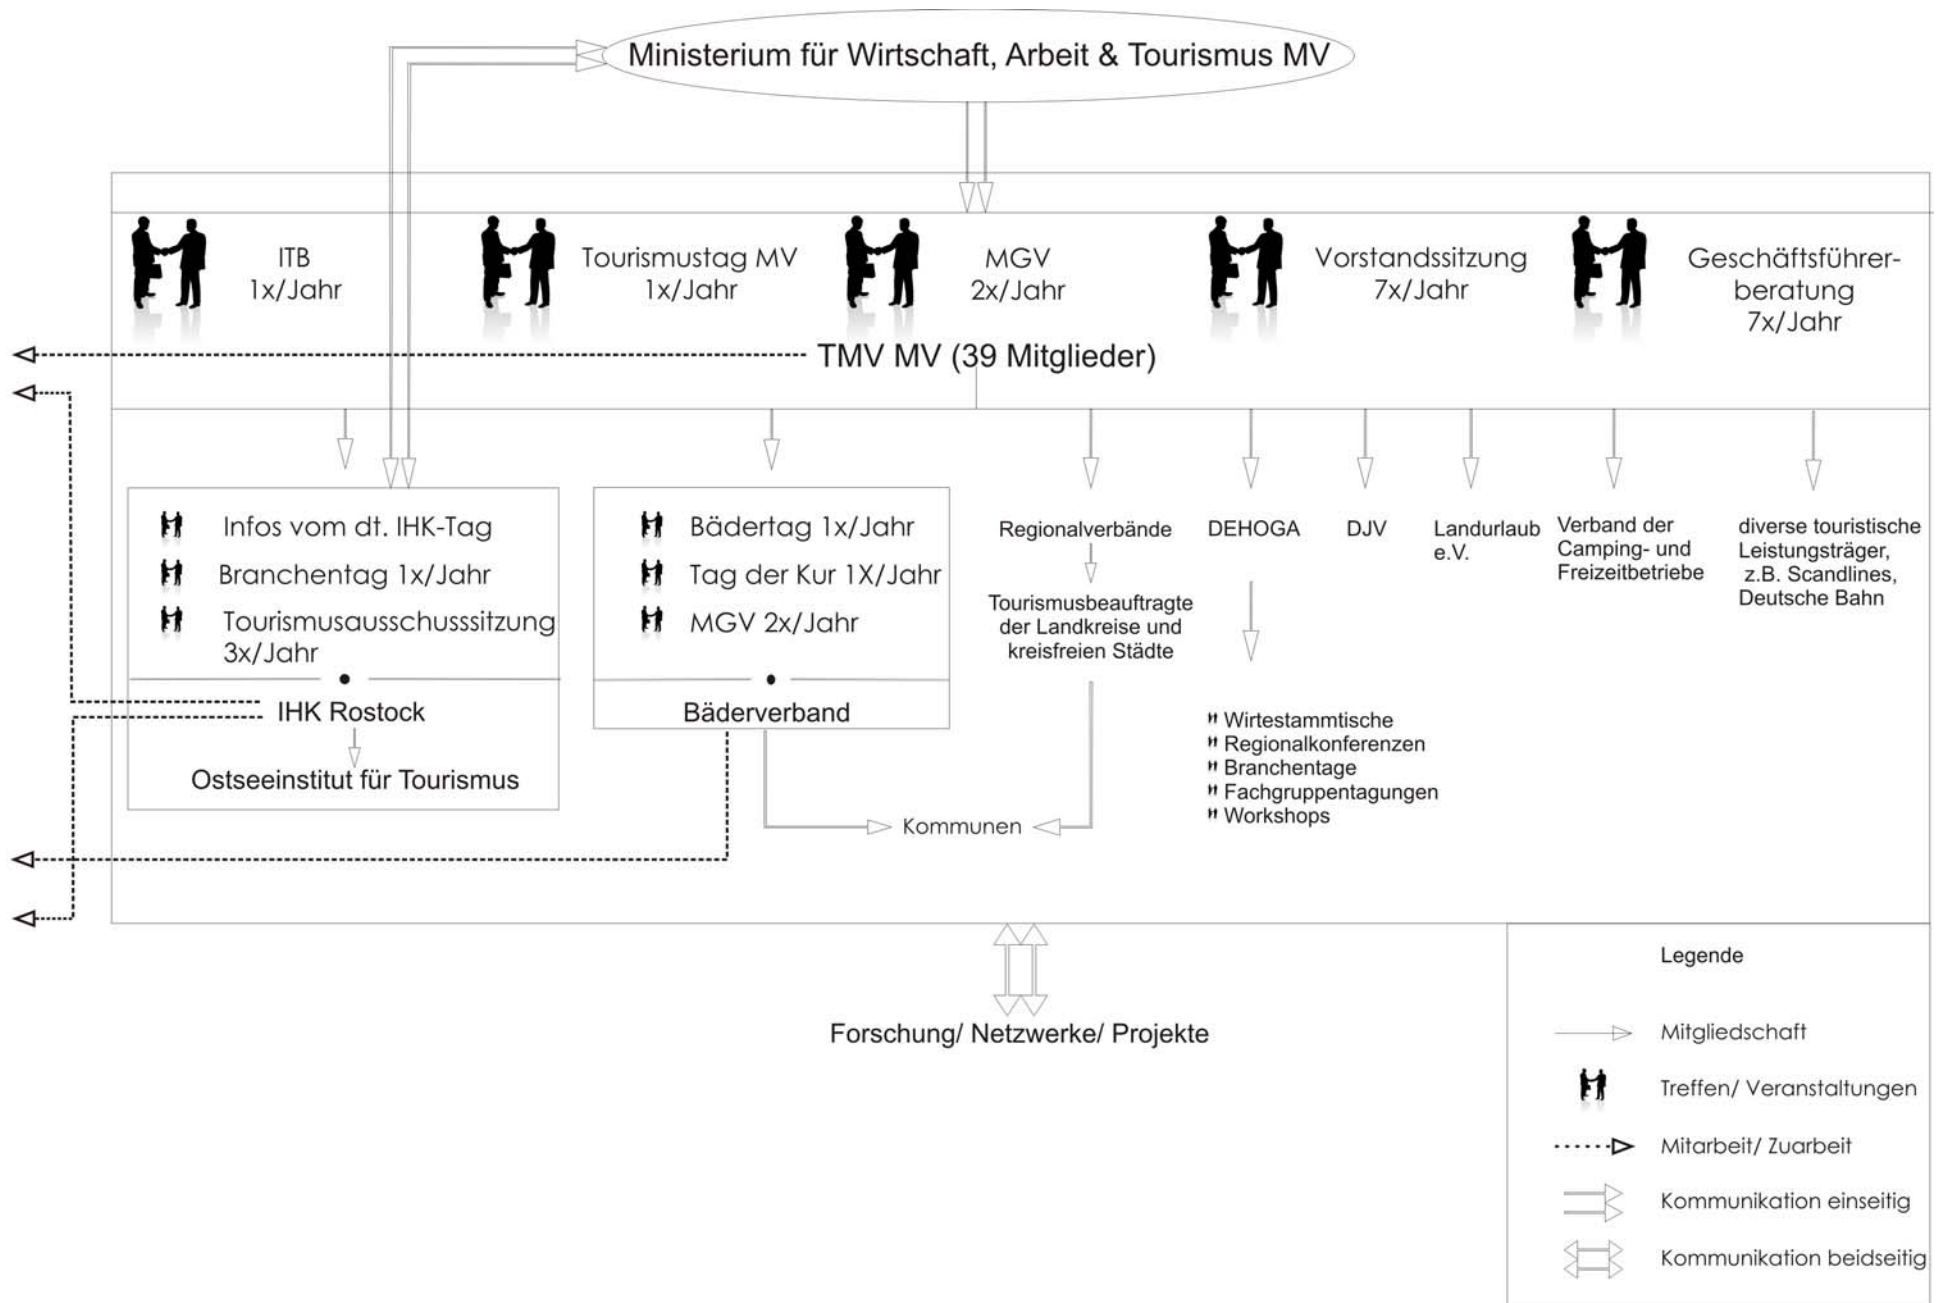 Ministerium für Wirtschaft, Arbeit & Tourismus MV
ITB
1x/Jahr
Tourismustag MV
1x/Jahr
MGV
2x/Jahr
Vorstandssitzung
7x/Jahr
Geschäftsführer-
beratung
7x/Jahr
TMV MV (39 Mitglieder)
Infos vom dt. IHK-Tag
Branchentag 1x/Jahr
Tourismusausschusssitzung
3x/Jahr
IHK Rostock
Ostseeinstitut für Tourismus
Bädertag 1x/Jahr
Tag der Kur 1X/Jahr
MGV 2x/Jahr
Bäderverband
Regionalverbände
Tourismusbeauftragte
der Landkreise und
kreisfreien Städte
Kommunen
DEHOGA
Wirtestammtische
Regionalkonferenzen
Branchentage
Fachgruppentagungen
Workshops
DJV
Landurlaub
e.V.
Verband der
Camping- und
Freizeitbetriebe
diverse touristische
Leistungsträger,
z.B. Scandlines,
Deutsche Bahn
Forschung/ Netzwerke/ Projekte
Legende
Mitgliedschaft
Treffen/ Veranstaltungen
Mitarbeit/ Zuarbeit
Kommunikation einseitig
Kommunikation beidseitig